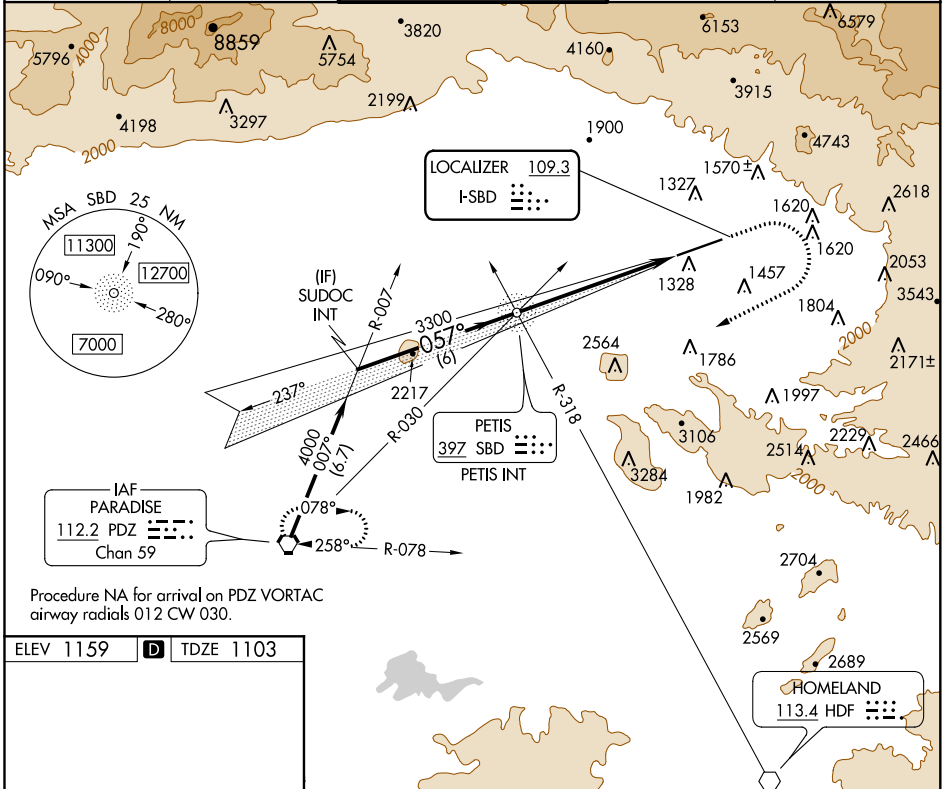 8000
8859
3820
6153
6579
5796
4000
5754
4160
3915
4198
3297
2199
2000
1900
4743
LOCALIZER 109.3
I-SBD
1570±
1327
2618
1620
1620
MSA SBD 25 NM
11300
190°
090°
12700
280°
7000
(IF)
SUDOC
INT
R-007
3300
057°
(6)
1328
1457
2053
3543
1804
2000
2564
1786
2171±
237°
2217
R-030
R-318
1997
4000
007°
(6.7)
PETIS
397 SBD
PETIS INT
3106
3284
2514
2229
2466
1982
IAF
PARADISE
112.2 PDZ
Chan 59
078°
258°
R-078
2704
2569
2689
Procedure NA for arrival on PDZ VORTAC
airway radials 012 CW 030.
ELEV 1159 D TDZE 1103
HOMELAND
113.4 HDF